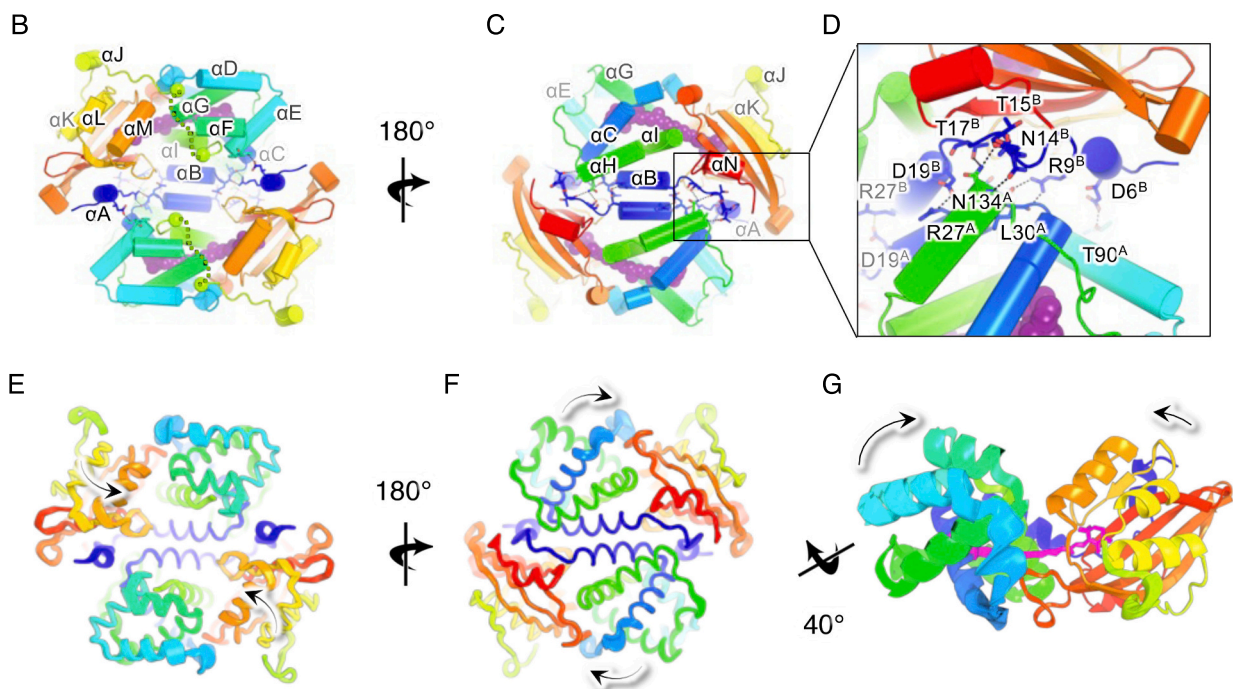 B
C
D
αJ
αD
αG
αE
αK
αL
αM
αF
αI
αC
αB
αA
180°
αG
αE
αJ
αK
αC
αI
αH
αB
αN
αA
T15ᴮ
T17ᴮ
N14ᴮ
D19ᴮ
R9ᴮ
R27ᴮ
D6ᴮ
N134ᴬ
R27ᴬ
L30ᴬ
D19ᴬ
T90ᴬ
E
F
G
180°
40°